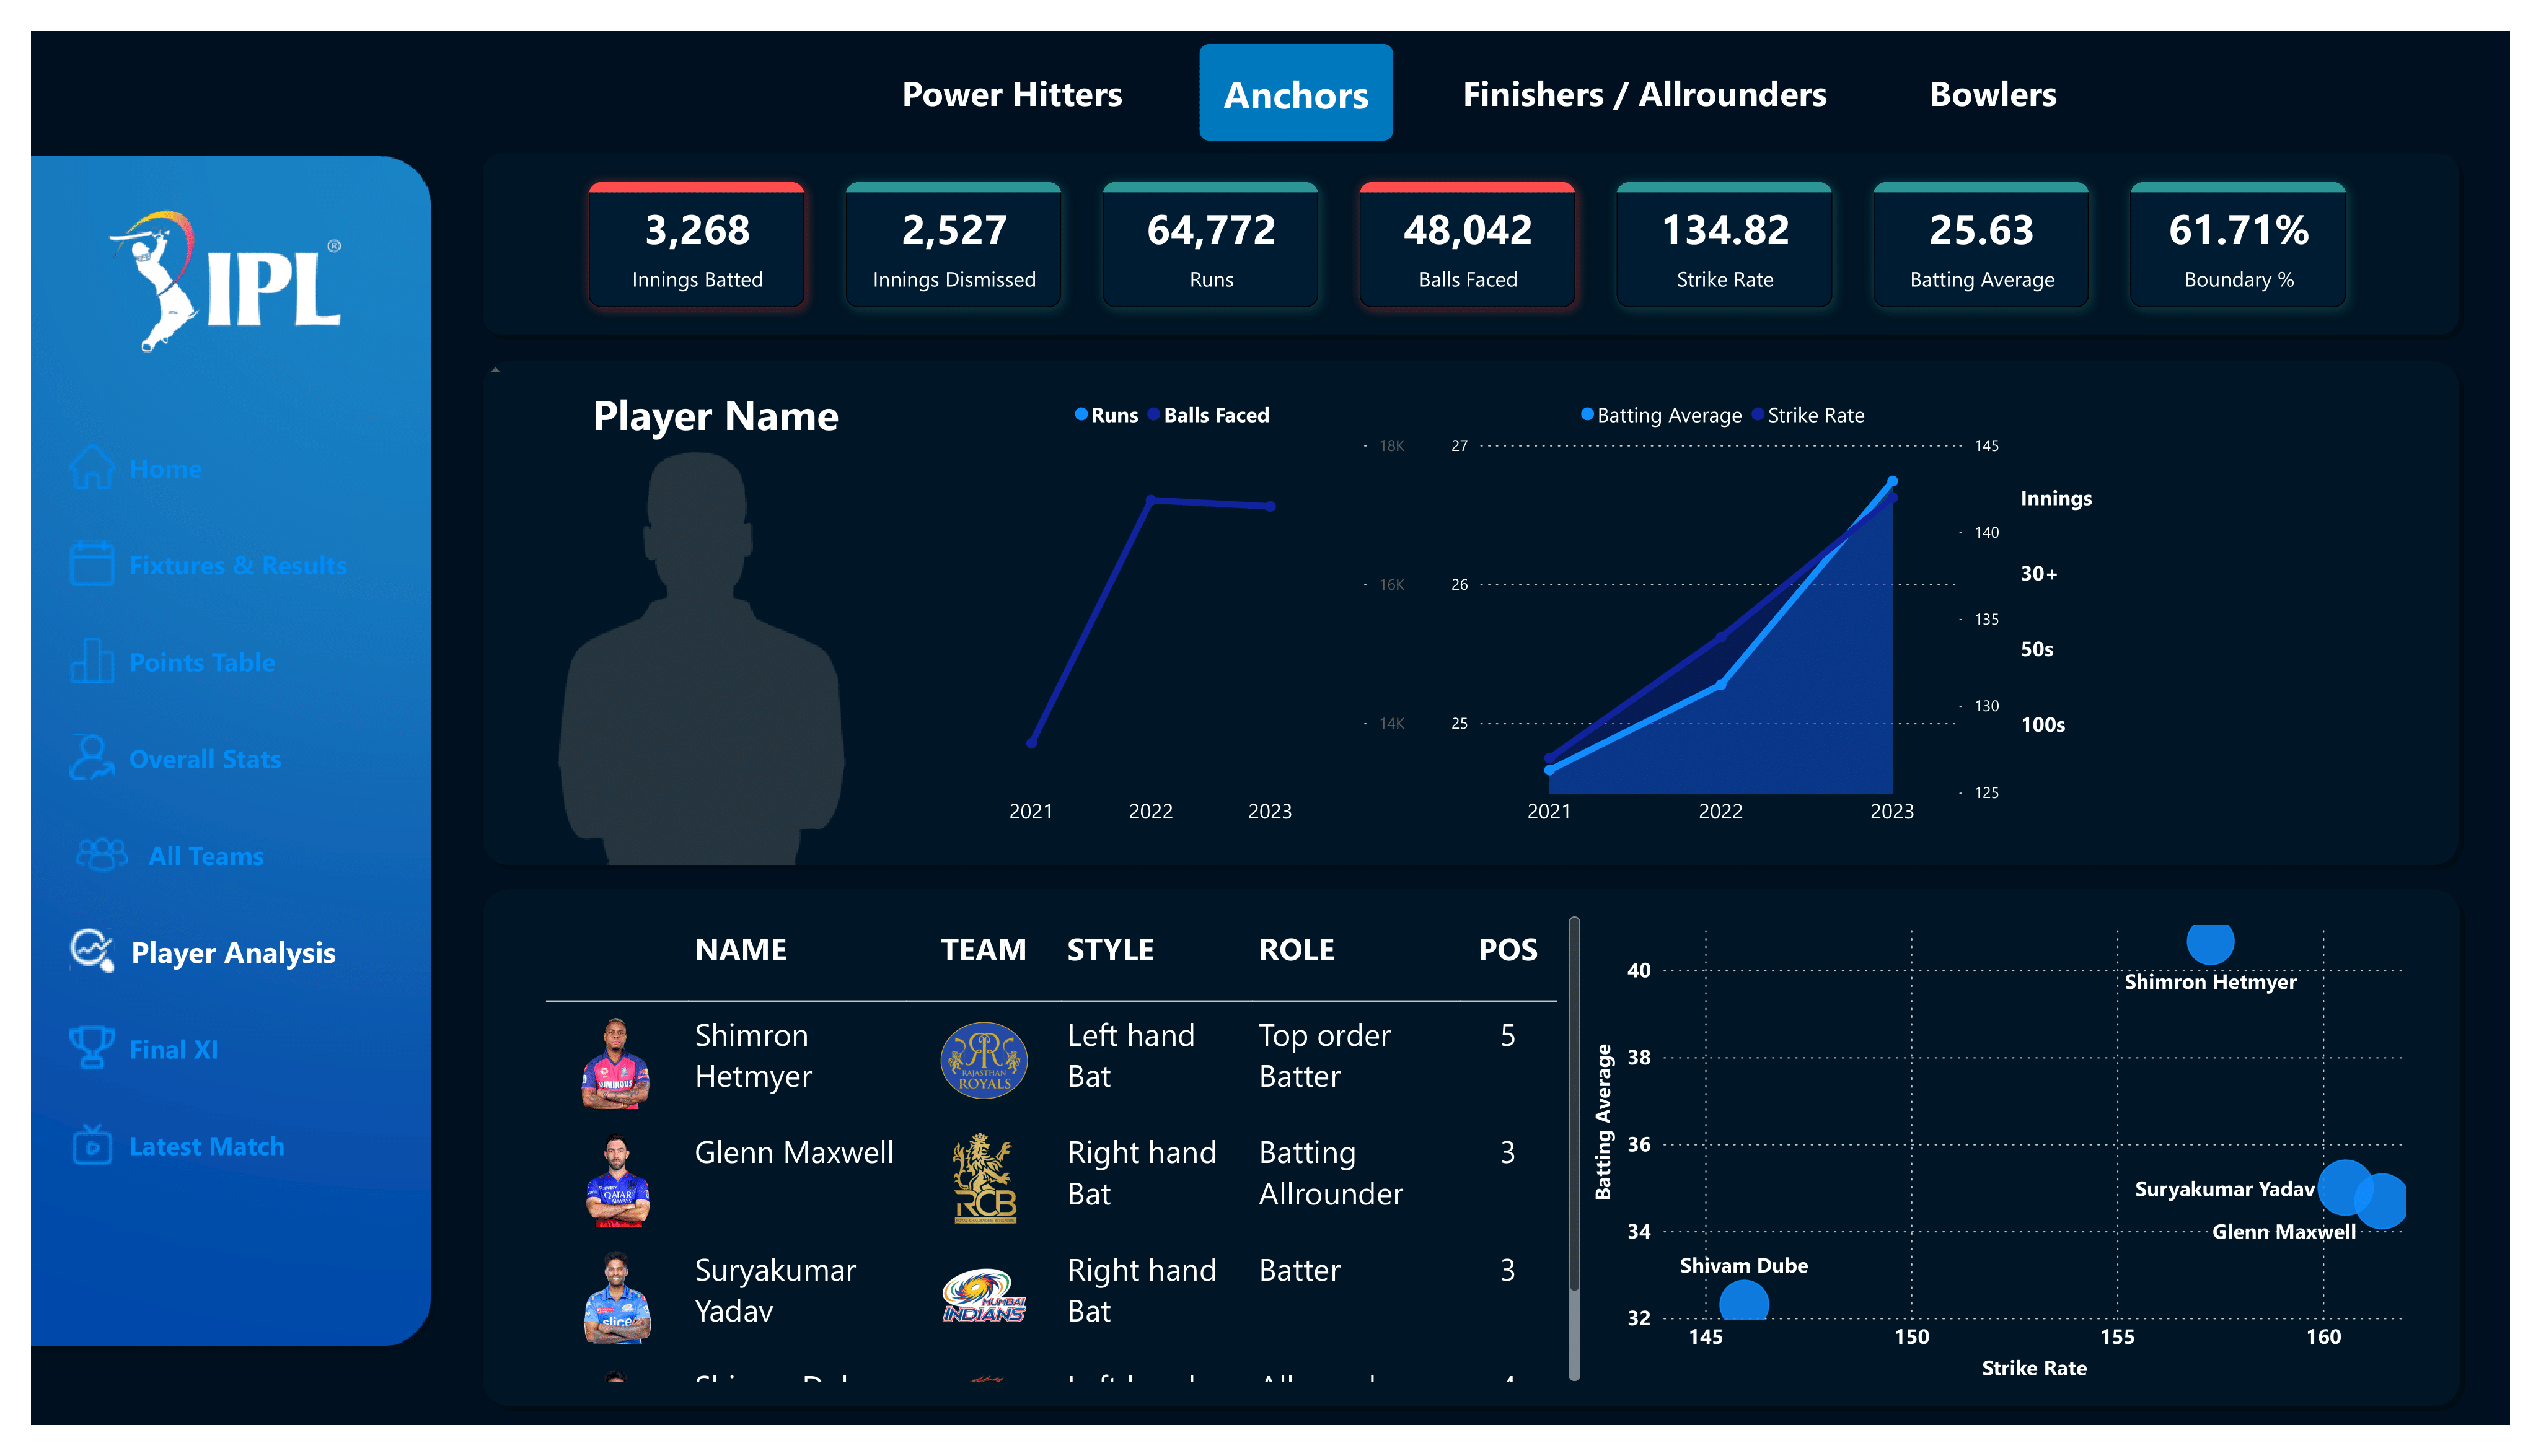 Power Hitters
Anchors
Finishers / Allrounders
Bowlers
IPL®
3,268
Innings Batted
2,527
Innings Dismissed
64,772
Runs
48,042
Balls Faced
134.82
Strike Rate
25.63
Batting Average
61.71%
Boundary %
Home
Fixtures & Results
Points Table
Overall Stats
All Teams
Player Analysis
Final XI
Latest Match
Player Name
Runs Balls Faced
18K
16K
14K
2021 2022 2023
Batting Average Strike Rate
27
26
25
145
140
135
130
125
2021 2022 2023
Innings
30+
50s
100s
NAME TEAM STYLE ROLE POS
Shimron
Hetmyer
LUMINOUS
RAJASTHAN
ROYALS
Left hand
Bat
Top order
Batter
5
Glenn Maxwell
QATAR
RCB
Right hand
Bat
Batting
Allrounder
3
Suryakumar
Yadav
slice
MUMBAI
INDIANS
Right hand
Bat
Batter
3
Batting Average
40
38
36
34
32
Shimron Hetmyer
Suryakumar Yadav
Glenn Maxwell
Shivam Dube
145 150 155 160
Strike Rate